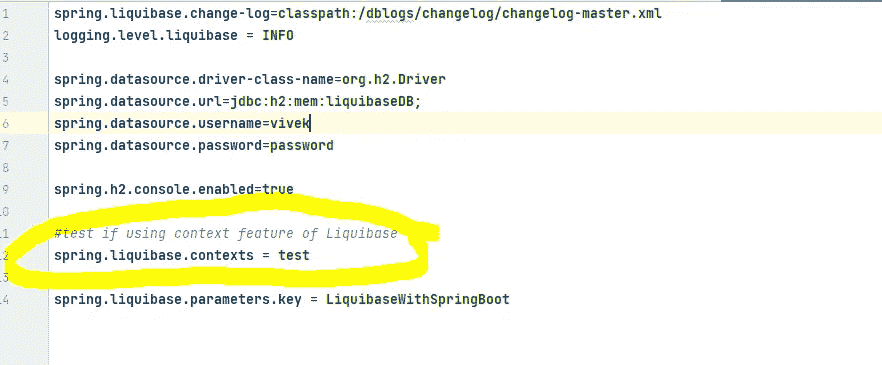 1 spring.liquibase.change-log=classpath:/dblogs/changelog/changelog-master.xml
2 logging.level.liquibase = INFO
3
4 spring.datasource.driver-class-name=org.h2.Driver
5 spring.datasource.url=jdbc:h2:mem:liquibaseDB;
6 spring.datasource.username=vivek
7 spring.datasource.password=password
8
9 spring.h2.console.enabled=true
10
11 #test if using context feature of Liquibase
12 spring.liquibase.contexts = test
13
14 spring.liquibase.parameters.key = LiquibaseWithSpringBoot